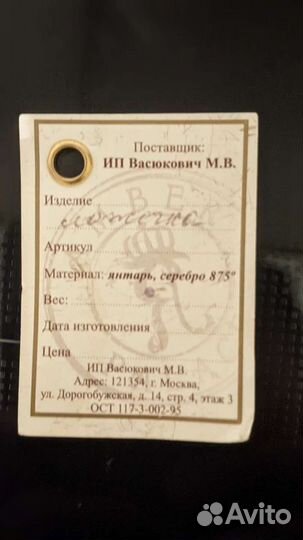 Поставщик:
ИП Васюкович М.В.
Изделие
ложечка
Артикул
Материал: янтарь, серебро 875°
Вес:
Дата изготовления
Цена
ИП Васюкович М.В.
Адрес: 121354, г. Москва,
ул. Дорогобужская, д. 14, стр. 4, этаж 3
ОСТ 117-3-002-95
Avito